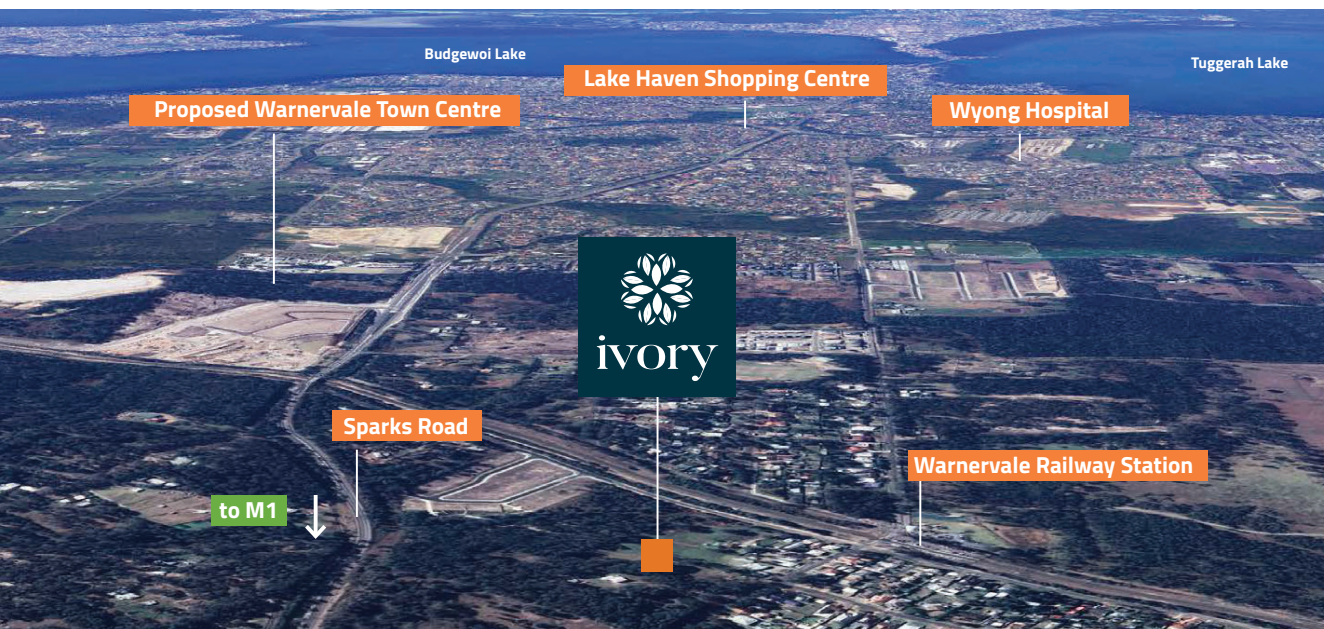 Budgewoi Lake
Tuggerah Lake
Lake Haven Shopping Centre
Proposed Warnervale Town Centre
Wyong Hospital
ivory
Sparks Road
Warnervale Railway Station
to M1